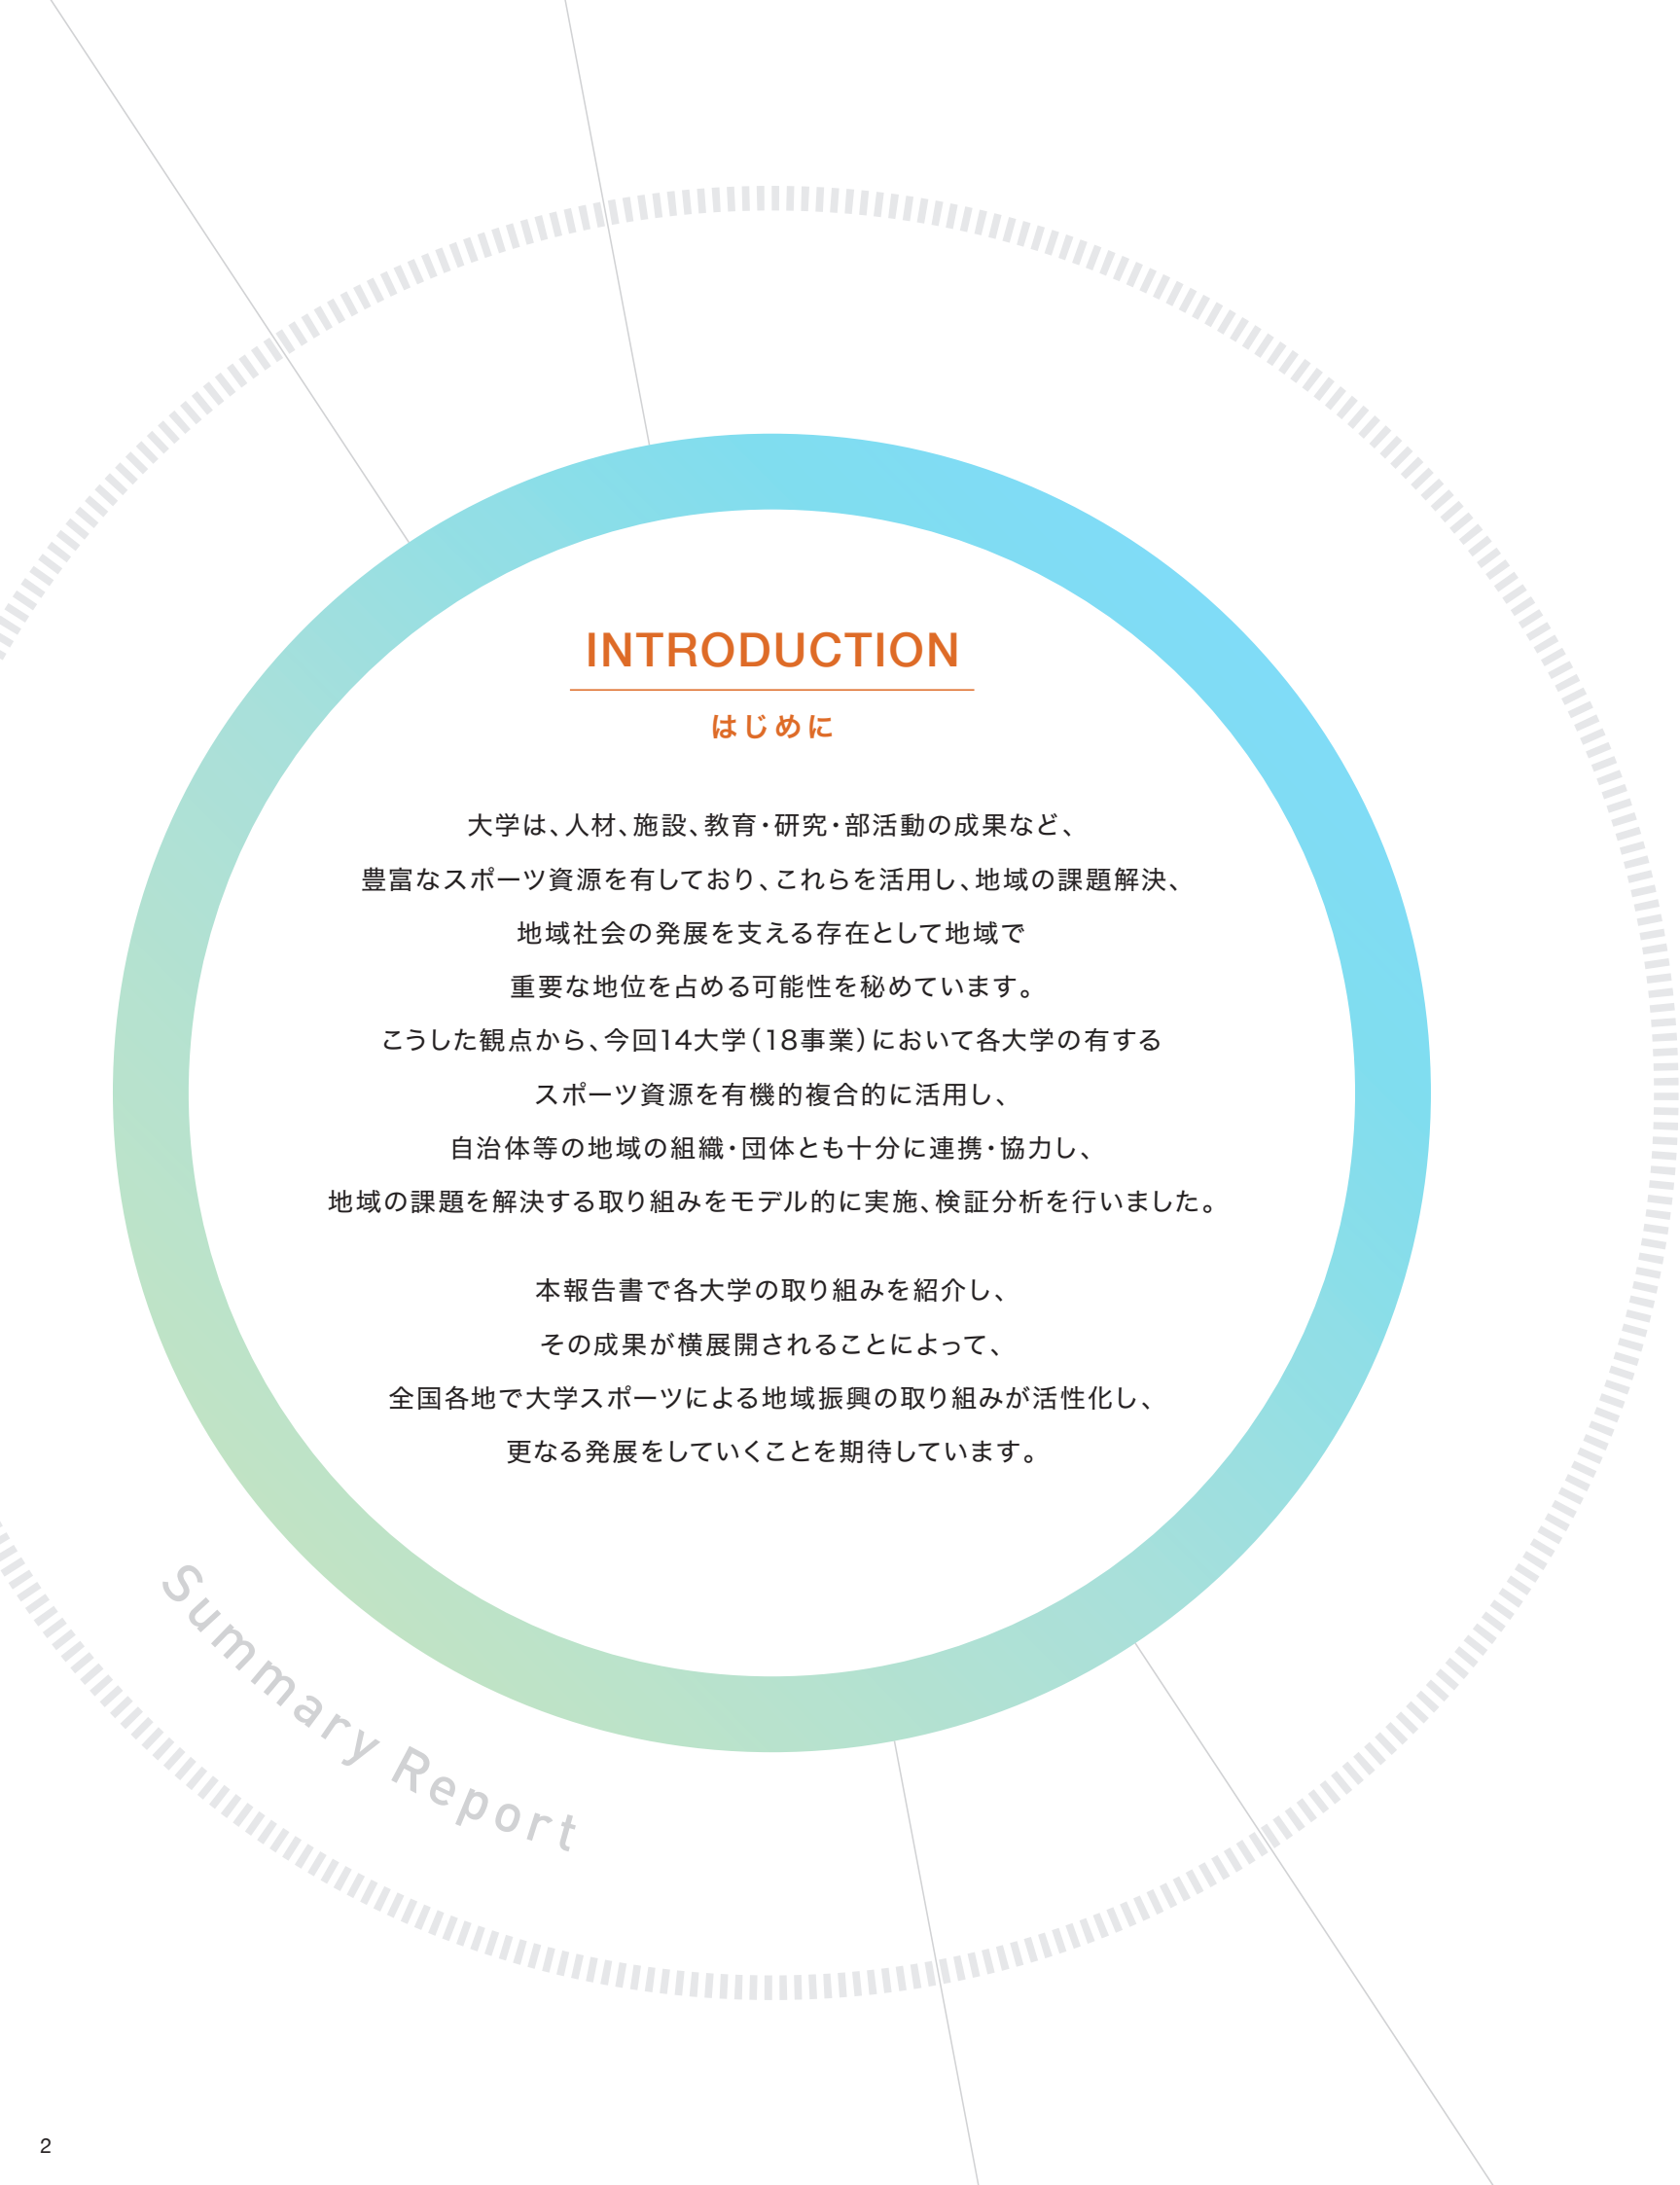 INTRODUCTION
はじめに
大学は、人材、施設、教育・研究・部活動の成果など、
豊富なスポーツ資源を有しており、これらを活用し、地域の課題解決、
地域社会の発展を支える存在として地域で
重要な地位を占める可能性を秘めています。
こうした観点から、今回14大学（18事業）において各大学の有する
スポーツ資源を有機的複合的に活用し、
自治体等の地域の組織・団体とも十分に連携・協力し、
地域の課題を解決する取り組みをモデル的に実施、検証分析を行いました。
本報告書で各大学の取り組みを紹介し、
その成果が横展開されることによって、
全国各地で大学スポーツによる地域振興の取り組みが活性化し、
更なる発展をしていくことを期待しています。
Summary Report
2